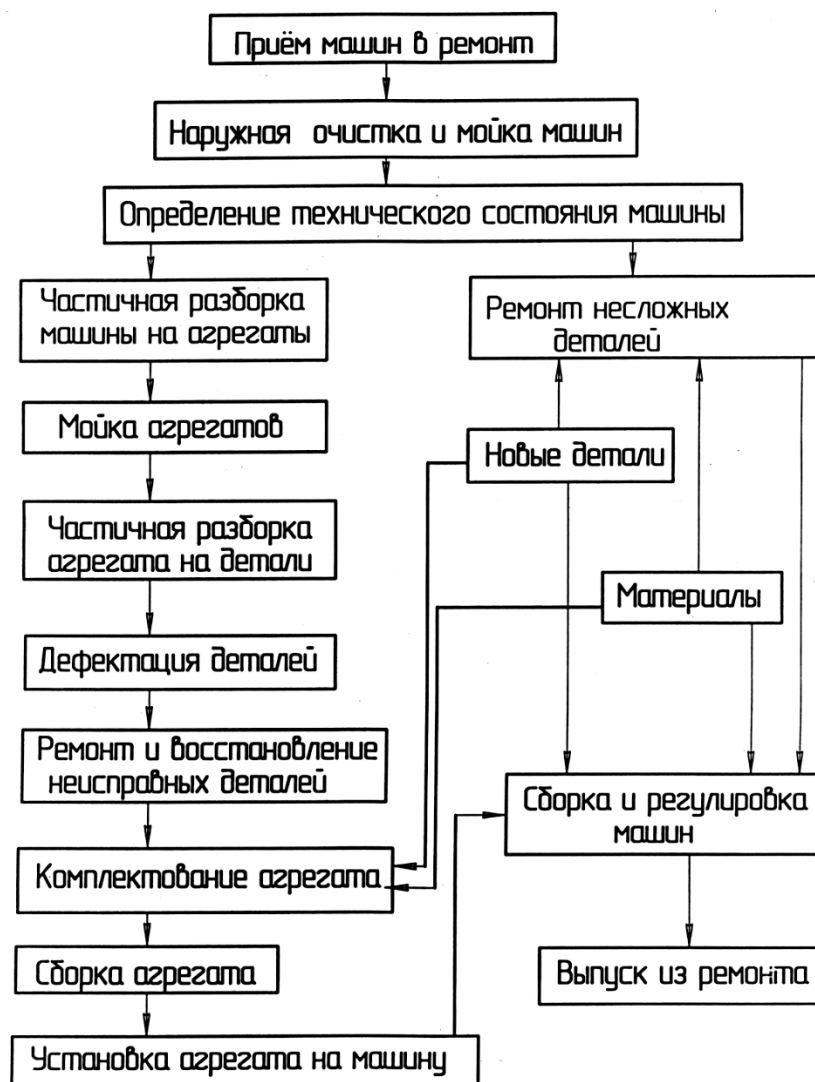 Приём машин в ремонт
Наружная очистка и мойка машин
Определение технического состояния машины
Частичная разборка
машины на агрегаты
Ремонт несложных
деталей
Мойка агрегатов
Новые детали
Частичная разборка
агрегата на детали
Материалы
Дефектация деталей
Ремонт и восстановление
неисправных деталей
Сборка и регулировка
машин
Комплектование агрегата
Сборка агрегата
Выпуск из ремонта
Установка агрегата на машину